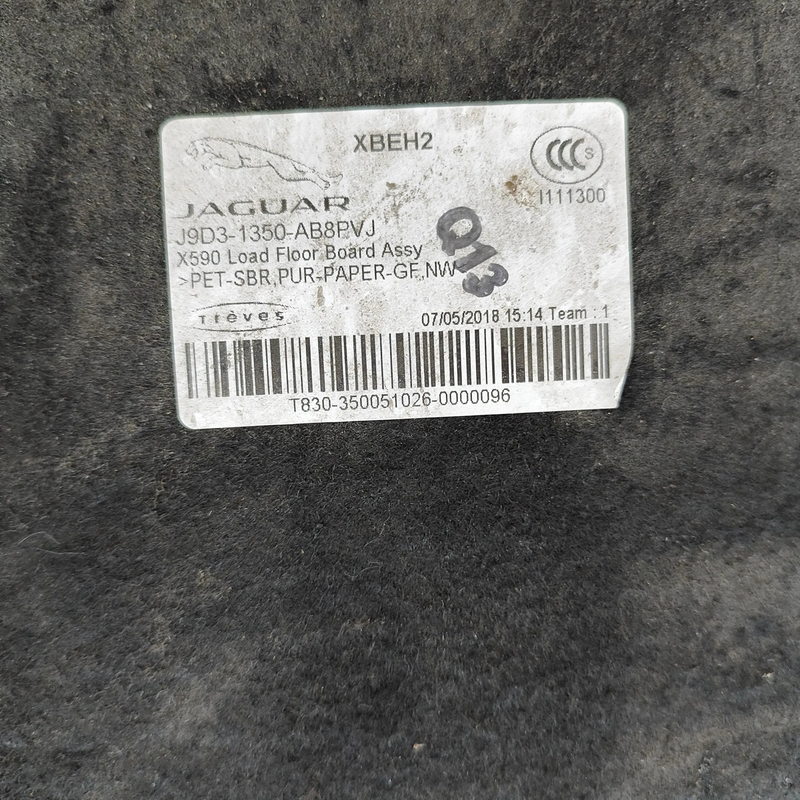 XBEH2
CCC S
I111300
JAGUAR
J9D3-1350-AB8PVJ
X590 Load Floor Board Assy
>PET-SBR,PUR-PAPER-GF,NW<
Q13
Trèves
07/05/2018 15:14 Team : 1
T830-350051026-0000096